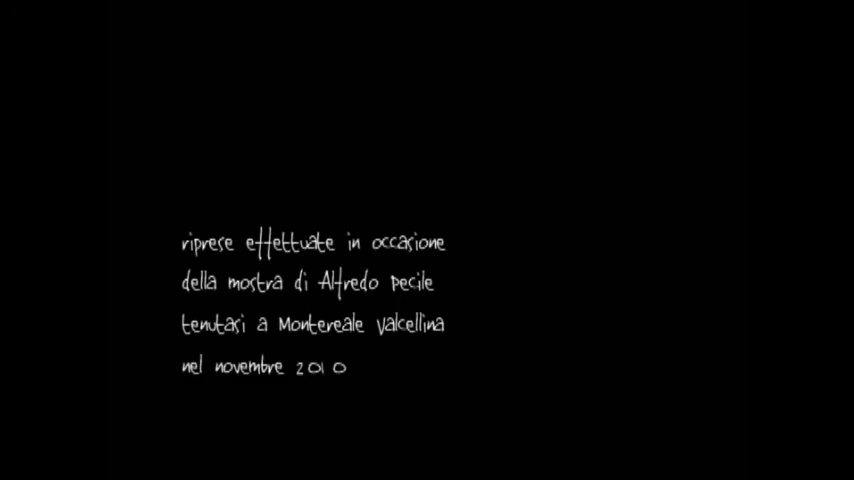 riprese effettuate in occasione
della mostra di Alfredo pecile
tenutasi a Montereale valcellina
nel novembre 2010